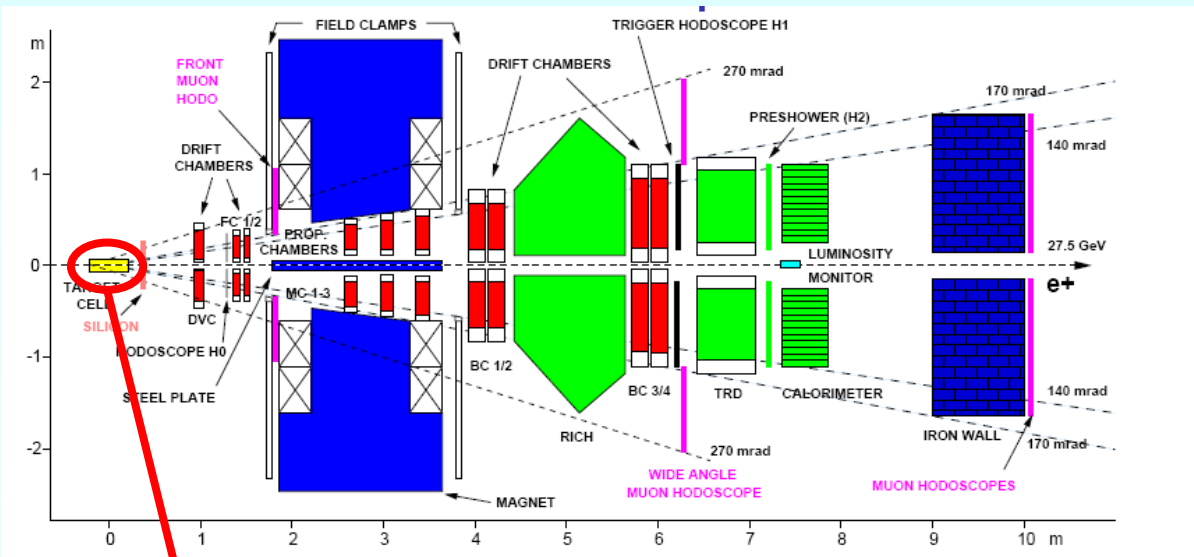 FIELD CLAMPS
TRIGGER HODOSCOPE H1
m
2
FRONT
MUON
HODO
DRIFT CHAMBERS
270 mrad
170 mrad
PRESHOWER (H2)
140 mrad
DRIFT
CHAMBERS
1
FC 1/2
PROP.
CHAMBERS
LUMINOSITY
MONITOR
27.5 GeV
e+
0
TARGET
CELL
SILICON
DVC
MC 1-3
HODOSCOPE H0
-1
STEEL PLATE
BC 1/2
BC 3/4
TRD
CALORIMETER
140 mrad
RICH
IRON WALL
170 mrad
-2
270 mrad
WIDE ANGLE
MUON HODOSCOPE
MUON HODOSCOPES
MAGNET
0 1 2 3 4 5 6 7 8 9 10 m